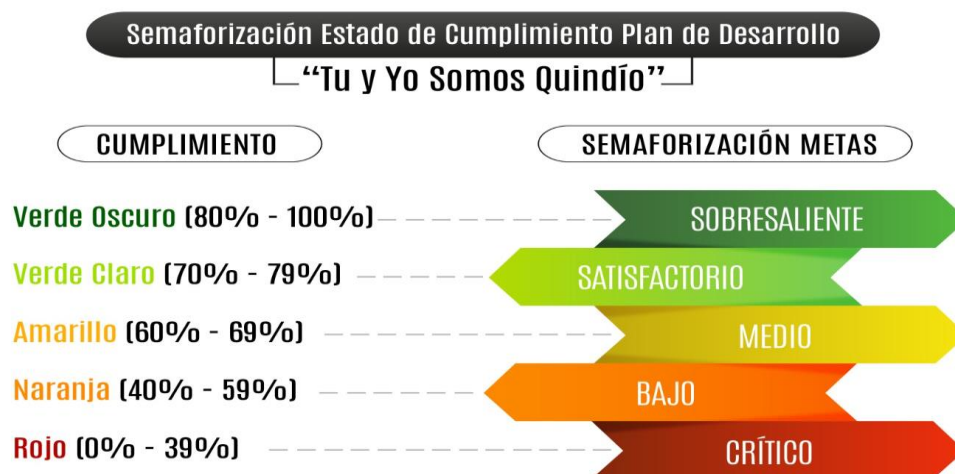 Semaforización Estado de Cumplimiento Plan de Desarrollo
“Tu y Yo Somos Quindío”
CUMPLIMIENTO
SEMAFORIZACIÓN METAS
Verde Oscuro (80% - 100%)
SOBRESALIENTE
Verde Claro (70% - 79%)
SATISFACTORIO
Amarillo (60% - 69%)
MEDIO
Naranja (40% - 59%)
BAJO
Rojo (0% - 39%)
CRÍTICO